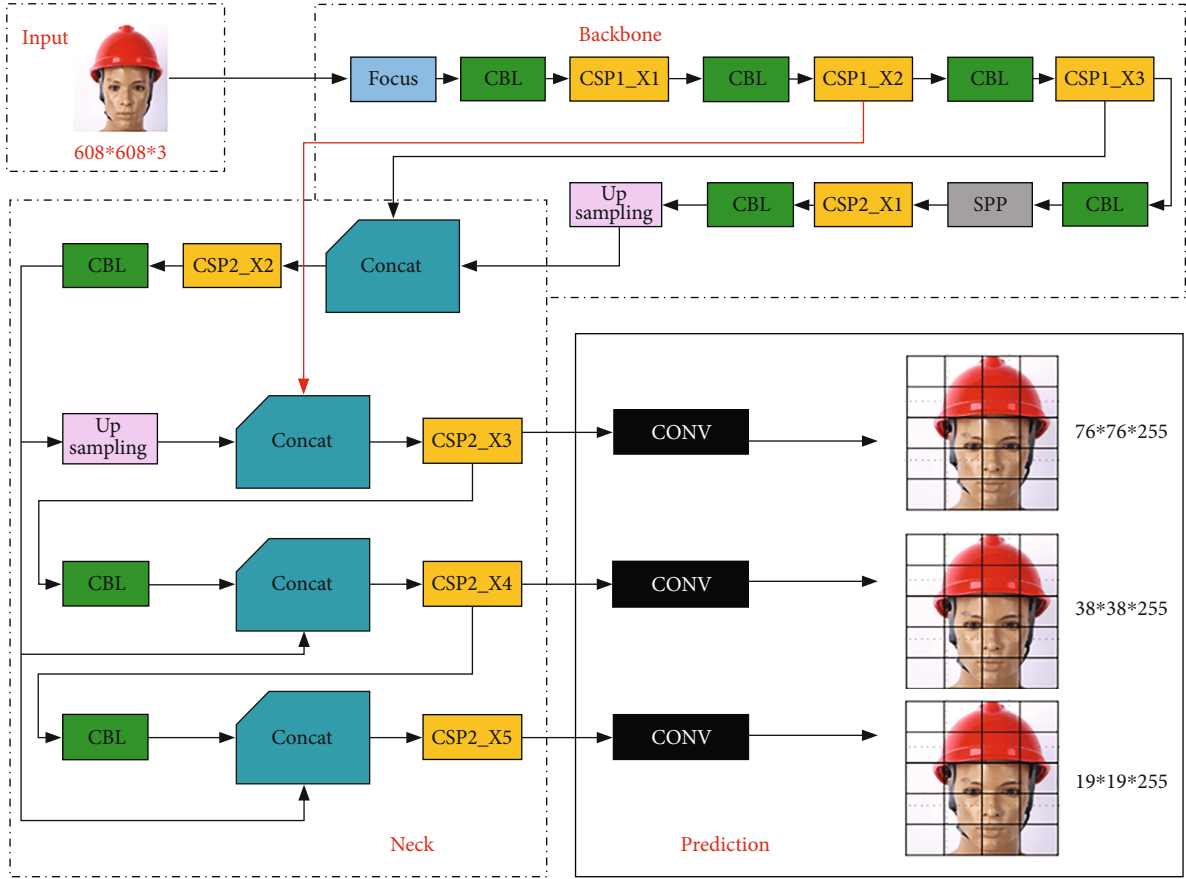 Input
608*608*3
Backbone
Focus
CBL
CSP1_X1
CBL
CSP1_X2
CBL
CSP1_X3
Up
sampling
CBL
CSP2_X1
SPP
CBL
CBL
CSP2_X2
Concat
Up
sampling
Concat
CSP2_X3
CONV
76*76*255
CBL
Concat
CSP2_X4
CONV
38*38*255
CBL
Concat
CSP2_X5
CONV
19*19*255
Neck
Prediction